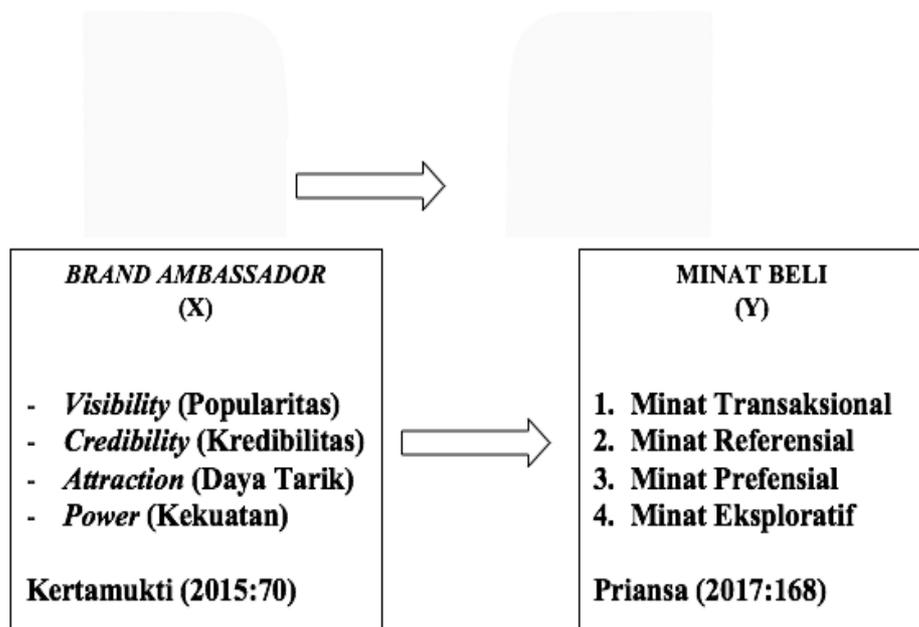 BRAND AMBASSADOR
(X)
- Visibility (Popularitas)
- Credibility (Kredibilitas)
- Attraction (Daya Tarik)
- Power (Kekuatan)
Kertamukti (2015:70)
MINAT BELI
(Y)
1. Minat Transaksional
2. Minat Referensial
3. Minat Prefensial
4. Minat Eksploratif
Priansa (2017:168)